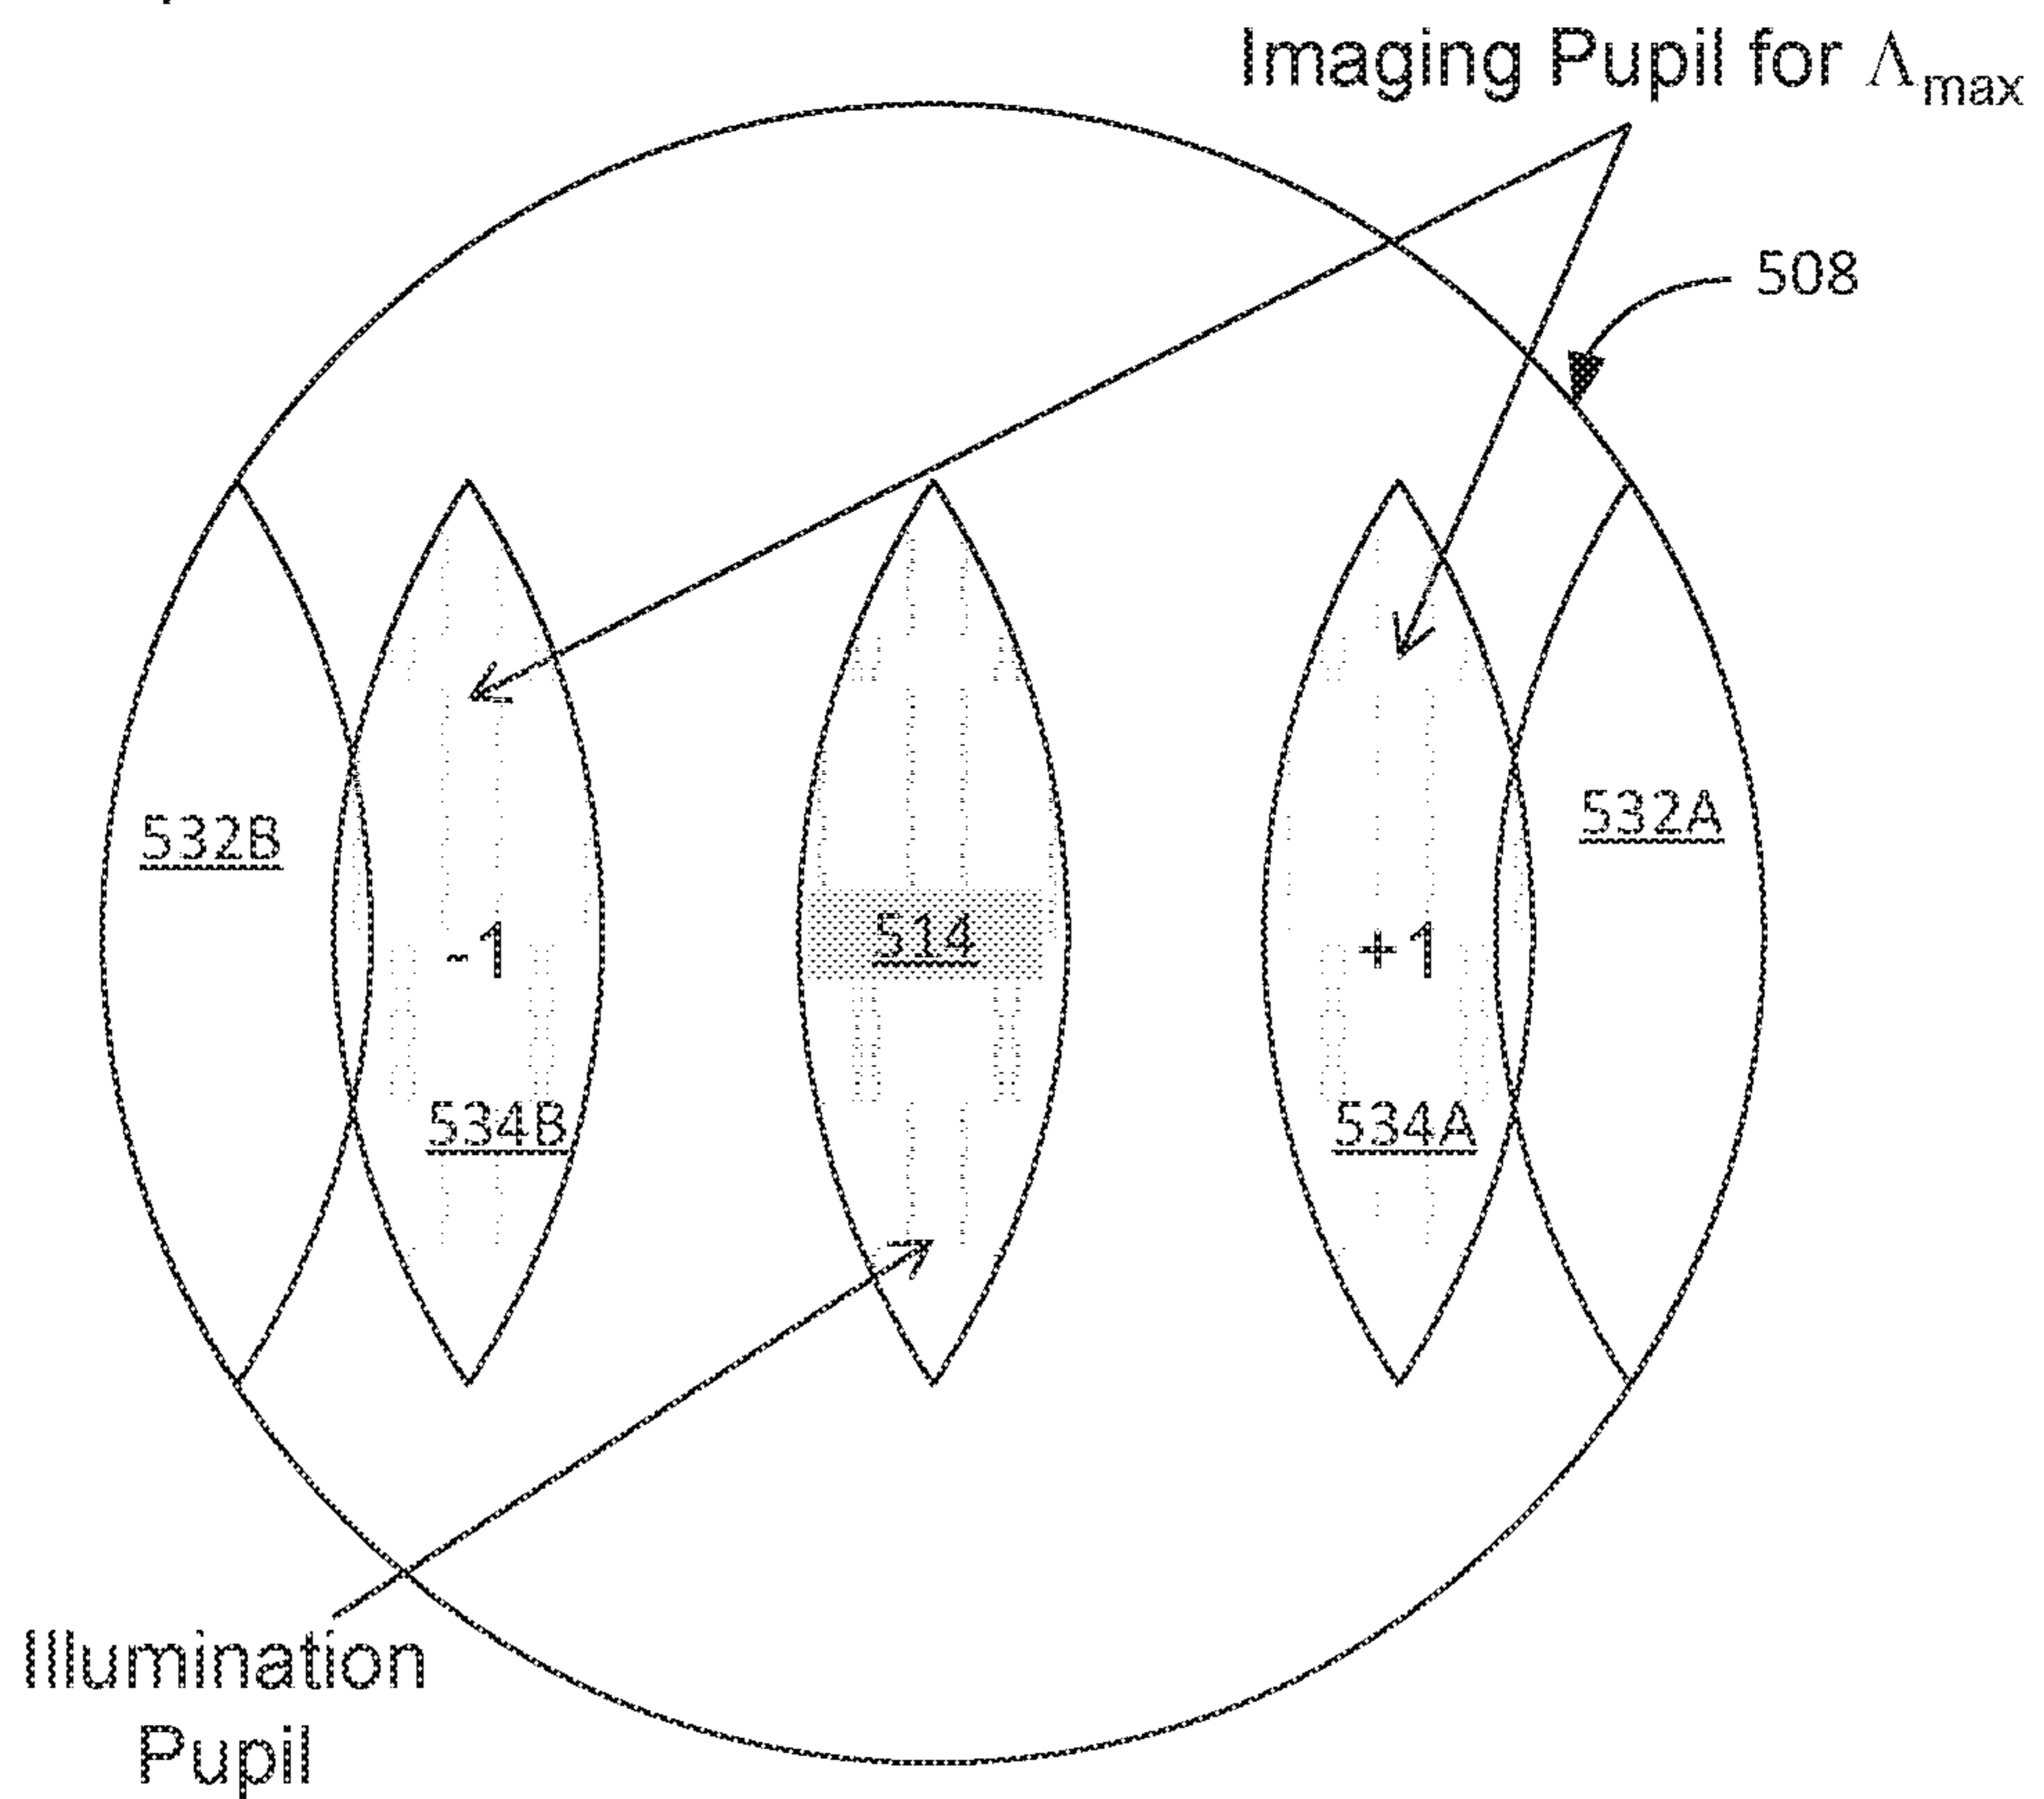 Imaging Pupil for Λmax
508
532B
532A
514
-1
+1
534B
534A
Illumination
Pupil